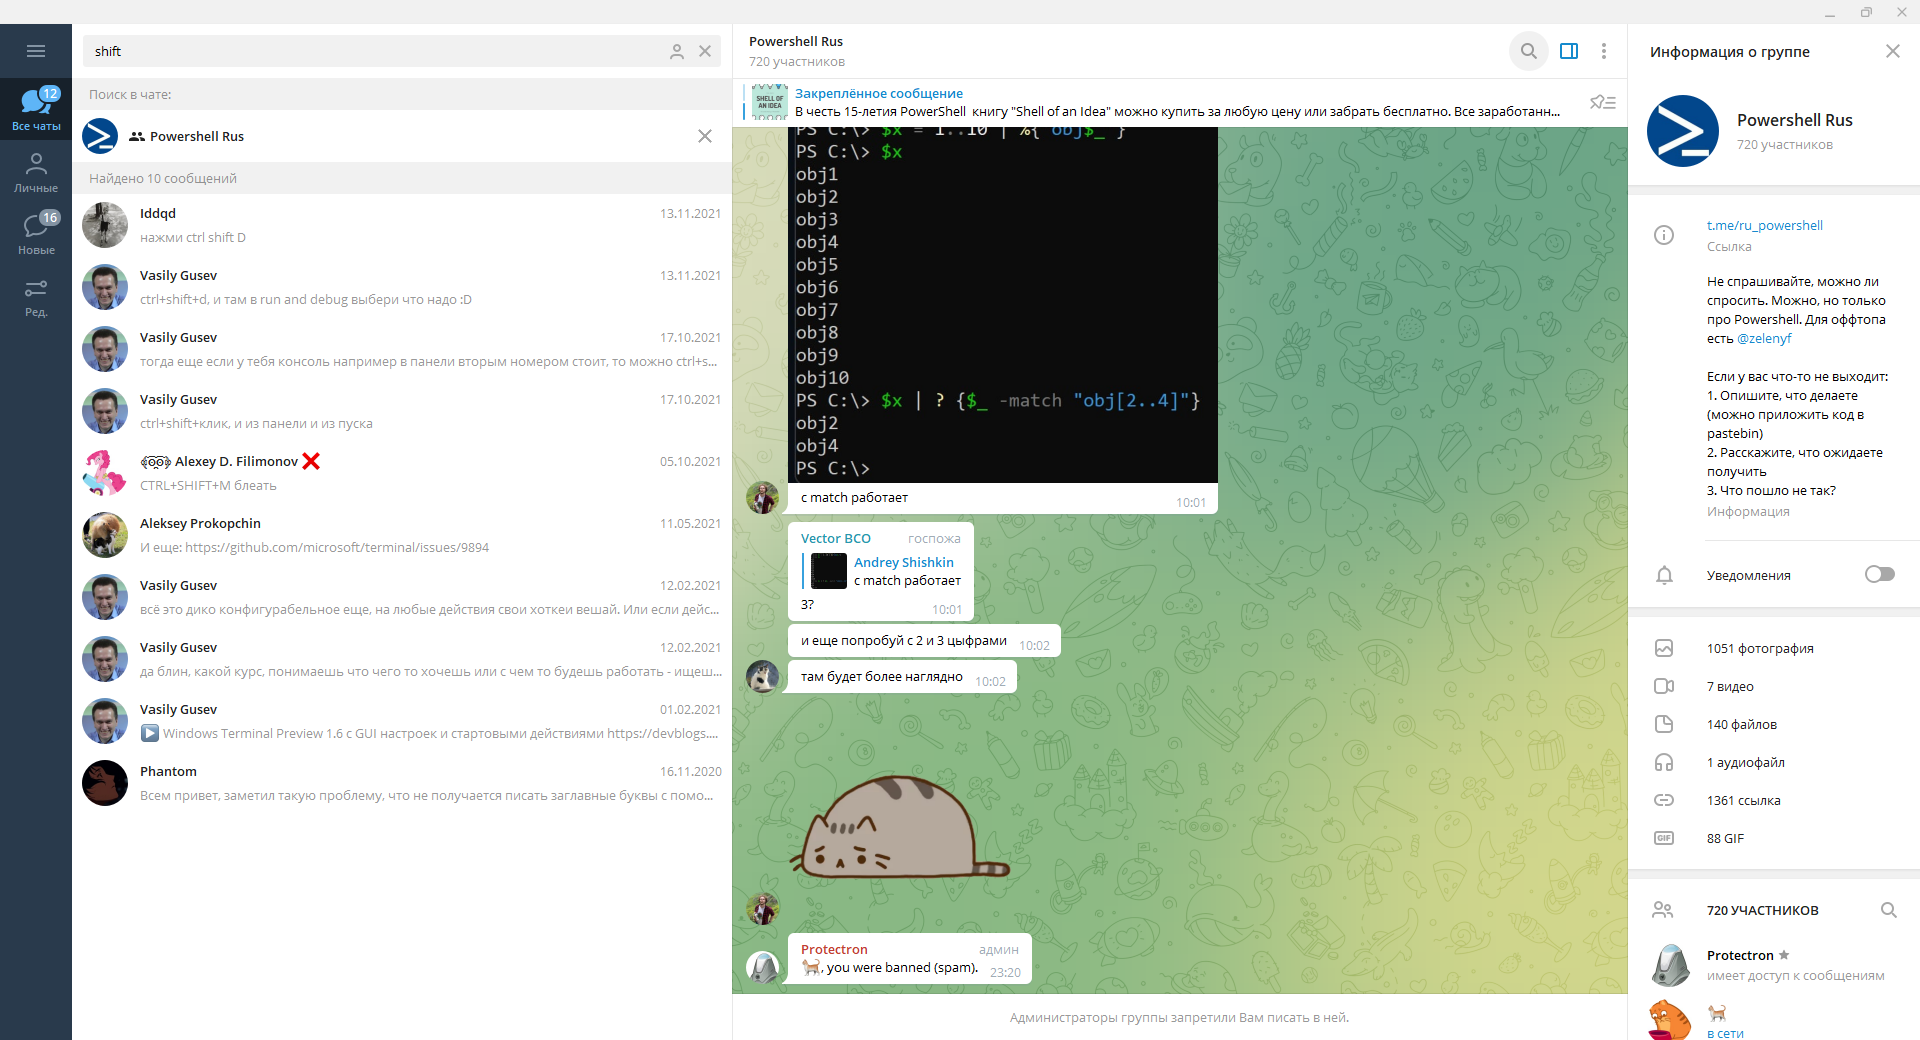 shift
Поиск в чате:
Powershell Rus
Найдено 10 сообщений
Iddqd 13.11.2021
нажми ctrl shift D
Vasily Gusev 13.11.2021
ctrl+shift+d, и там в run and debug выбери что надо :D
Vasily Gusev 17.10.2021
тогда еще если у тебя консоль например в панели вторым номером стоит, то можно ctrl+s...
Vasily Gusev 17.10.2021
ctrl+shift+клик, и из панели и из пуска
Alexey D. Filimonov ❌ 05.10.2021
CTRL+SHIFT+M блеать
Aleksey Prokopchin 11.05.2021
И еще: https://github.com/microsoft/terminal/issues/9894
Vasily Gusev 12.02.2021
всё это дико конфигурабельное еще, на любые действия свои хоткеи вешай. Или если дейс...
Vasily Gusev 12.02.2021
да блин, какой курс, понимаешь что чего то хочешь или с чем то будешь работать - ищеш...
Vasily Gusev 01.02.2021
▶️ Windows Terminal Preview 1.6 с GUI настроек и стартовыми действиями https://devblogs....
Phantom 16.11.2020
Всем привет, заметил такую проблему, что не получается писать заглавные буквы с помо...
12
Все чаты
Личные
16
Новые
Ред.
Powershell Rus
720 участников
SHELL OF
AN IDEA
Закреплённое сообщение
В честь 15-летия PowerShell книгу "Shell of an Idea" можно купить за любую цену или забрать бесплатно. Все заработанн...
PS C:\> $x = 1..10 | %{ "obj$_" }
PS C:\> $x
obj1
obj2
obj3
obj4
obj5
obj6
obj7
obj8
obj9
obj10
PS C:\> $x | ? {$_ -match "obj[2..4]"}
obj2
obj4
PS C:\>
с match работает 10:01
Vector BCO госпожа
Andrey Shishkin
с match работает
3? 10:01
и еще попробуй с 2 и 3 цыфрами 10:02
там будет более наглядно 10:02
Protectron админ
🐈, you were banned (spam). 23:20
Администраторы группы запретили Вам писать в ней.
Информация о группе
Powershell Rus
720 участников
t.me/ru_powershell
Ссылка
Не спрашивайте, можно ли
спросить. Можно, но только
про Powershell. Для оффтопа
есть @zelenyf
Если у вас что-то не выходит:
1. Опишите, что делаете
(можно приложить код в
pastebin)
2. Расскажите, что ожидаете
получить
3. Что пошло не так?
Информация
Уведомления
1051 фотография
7 видео
140 файлов
1 аудиофайл
1361 ссылка
GIF 88 GIF
720 УЧАСТНИКОВ
Protectron
имеет доступ к сообщениям
🐈
в сети